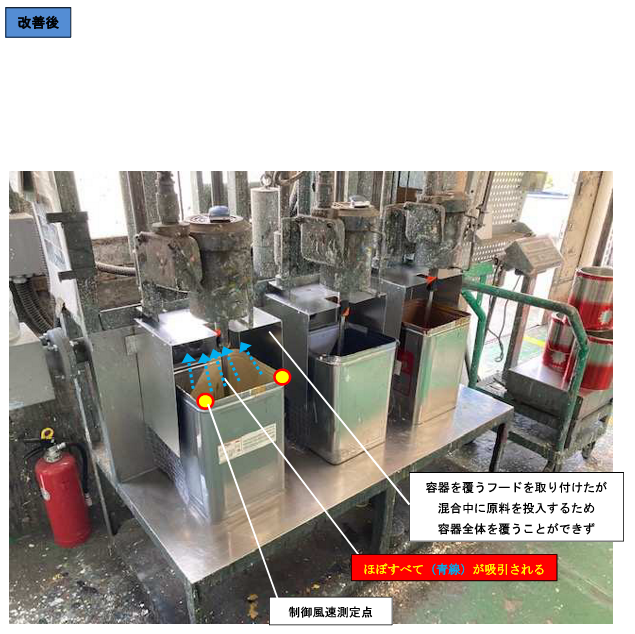 改善後
容器を覆うフードを取り付けたが
混合中に原料を投入するため
容器全体を覆うことができず
ほぼすべて（青線）が吸引される
制御風速測定点